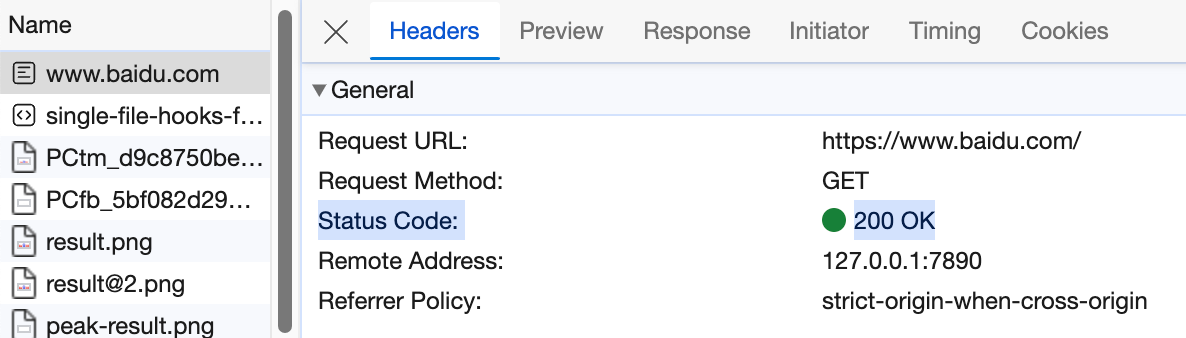 Name
www.baidu.com
single-file-hooks-f...
PCtm_d9c8750be...
PCfb_5bf082d29...
result.png
result@2.png
peak-result.png
Headers Preview Response Initiator Timing Cookies
General
Request URL: https://www.baidu.com/
Request Method: GET
Status Code: 200 OK
Remote Address: 127.0.0.1:7890
Referrer Policy: strict-origin-when-cross-origin